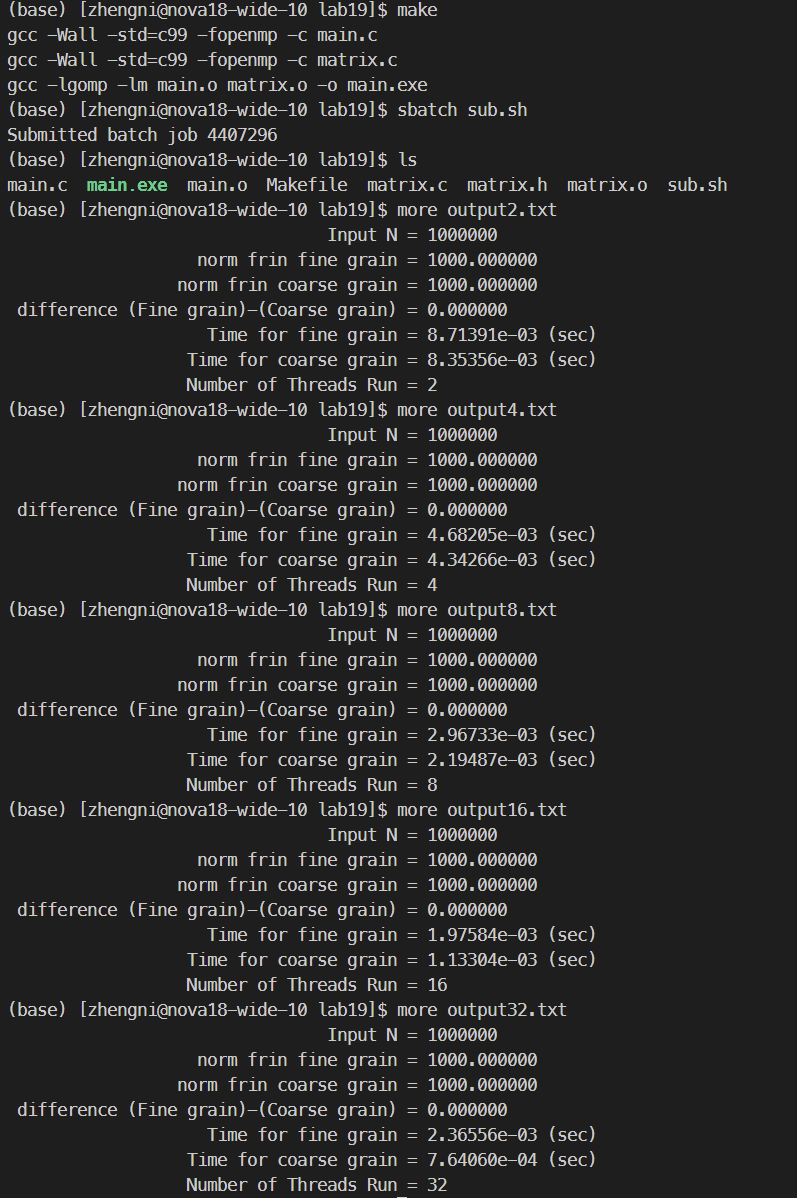 (base) [zhengni@nova18-wide-10 lab19]$ make
gcc -Wall -std=c99 -fopenmp -c main.c
gcc -Wall -std=c99 -fopenmp -c matrix.c
gcc -lgomp -lm main.o matrix.o -o main.exe
(base) [zhengni@nova18-wide-10 lab19]$ sbatch sub.sh
Submitted batch job 4407296
(base) [zhengni@nova18-wide-10 lab19]$ ls
main.c  main.exe  main.o  Makefile  matrix.c  matrix.h  matrix.o  sub.sh
(base) [zhengni@nova18-wide-10 lab19]$ more output2.txt
Input N = 1000000
norm frin fine grain = 1000.000000
norm frin coarse grain = 1000.000000
difference (Fine grain)-(Coarse grain) = 0.000000
Time for fine grain = 8.71391e-03 (sec)
Time for coarse grain = 8.35356e-03 (sec)
Number of Threads Run = 2
(base) [zhengni@nova18-wide-10 lab19]$ more output4.txt
Input N = 1000000
norm frin fine grain = 1000.000000
norm frin coarse grain = 1000.000000
difference (Fine grain)-(Coarse grain) = 0.000000
Time for fine grain = 4.68205e-03 (sec)
Time for coarse grain = 4.34266e-03 (sec)
Number of Threads Run = 4
(base) [zhengni@nova18-wide-10 lab19]$ more output8.txt
Input N = 1000000
norm frin fine grain = 1000.000000
norm frin coarse grain = 1000.000000
difference (Fine grain)-(Coarse grain) = 0.000000
Time for fine grain = 2.96733e-03 (sec)
Time for coarse grain = 2.19487e-03 (sec)
Number of Threads Run = 8
(base) [zhengni@nova18-wide-10 lab19]$ more output16.txt
Input N = 1000000
norm frin fine grain = 1000.000000
norm frin coarse grain = 1000.000000
difference (Fine grain)-(Coarse grain) = 0.000000
Time for fine grain = 1.97584e-03 (sec)
Time for coarse grain = 1.13304e-03 (sec)
Number of Threads Run = 16
(base) [zhengni@nova18-wide-10 lab19]$ more output32.txt
Input N = 1000000
norm frin fine grain = 1000.000000
norm frin coarse grain = 1000.000000
difference (Fine grain)-(Coarse grain) = 0.000000
Time for fine grain = 2.36556e-03 (sec)
Time for coarse grain = 7.64060e-04 (sec)
Number of Threads Run = 32